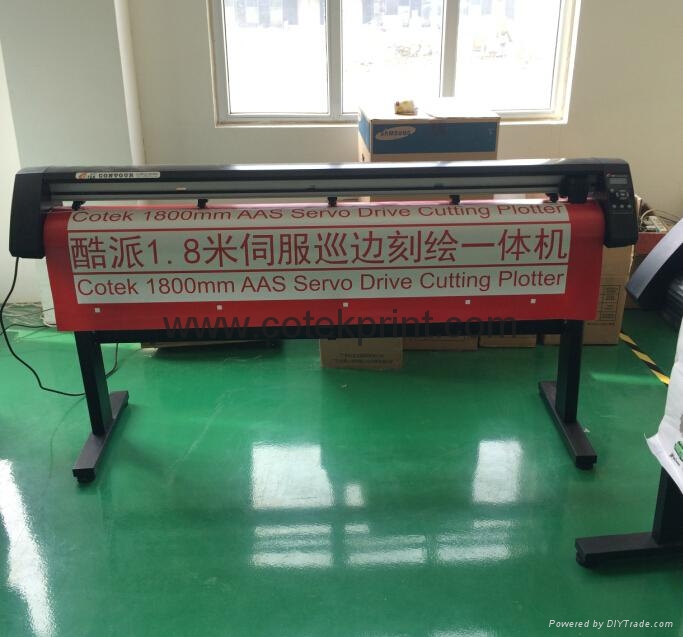 SAMSUNG
CONTOUR
Cotek 1800mm AAS Servo Drive Cutting Plotter
酷派1.8米伺服巡边刻绘一体机
Cotek 1800mm AAS Servo Drive Cutting Plotter
www.cotekprint.com
Powered by DIYTrade.com